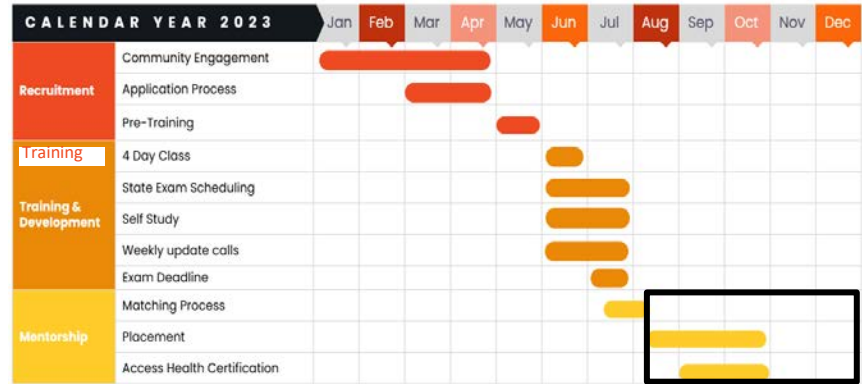 CALENDAR YEAR 2023 Jan Feb Mar Apr May Jun Jul Aug Sep Oct Nov Dec
Recruitment
Community Engagement
Application Process
Pre-Training
Training
4 Day Class
Training &
Development
State Exam Scheduling
Self Study
Weekly update calls
Exam Deadline
Mentorship
Matching Process
Placement
Access Health Certification